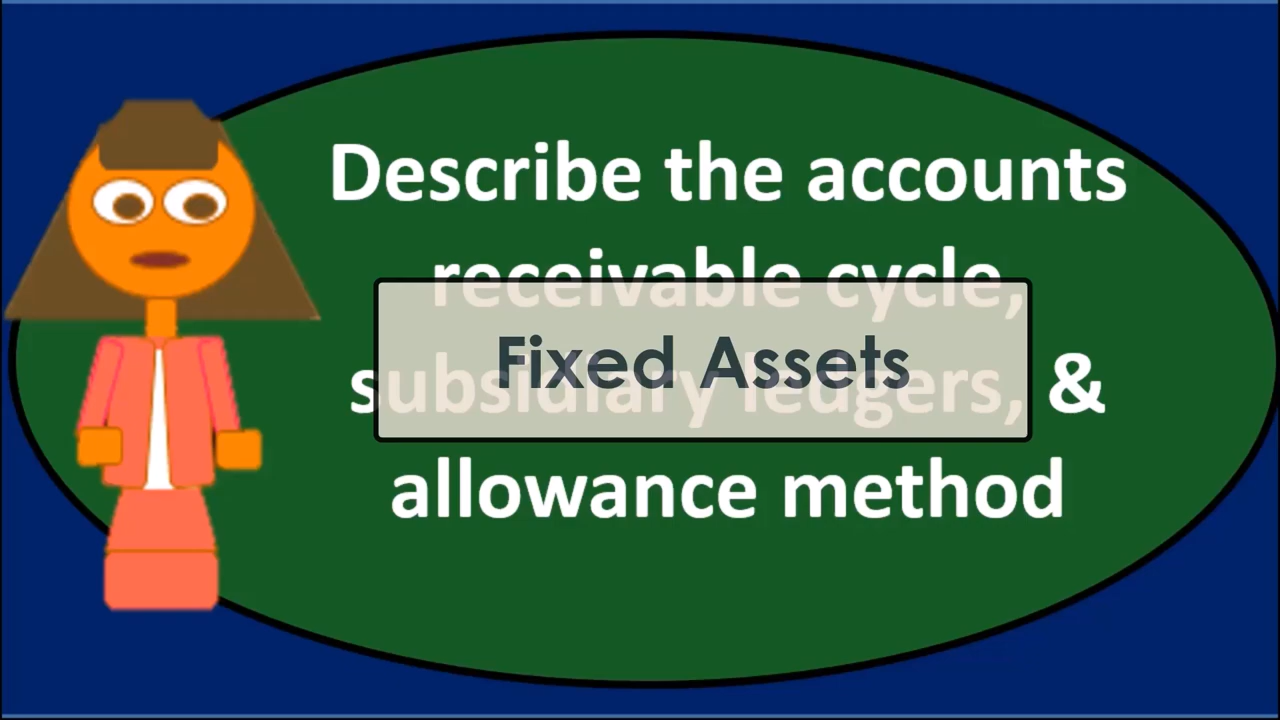 Describe the accounts
receivable cycle,
Fixed Assets
subsidiary ledgers, &
allowance method